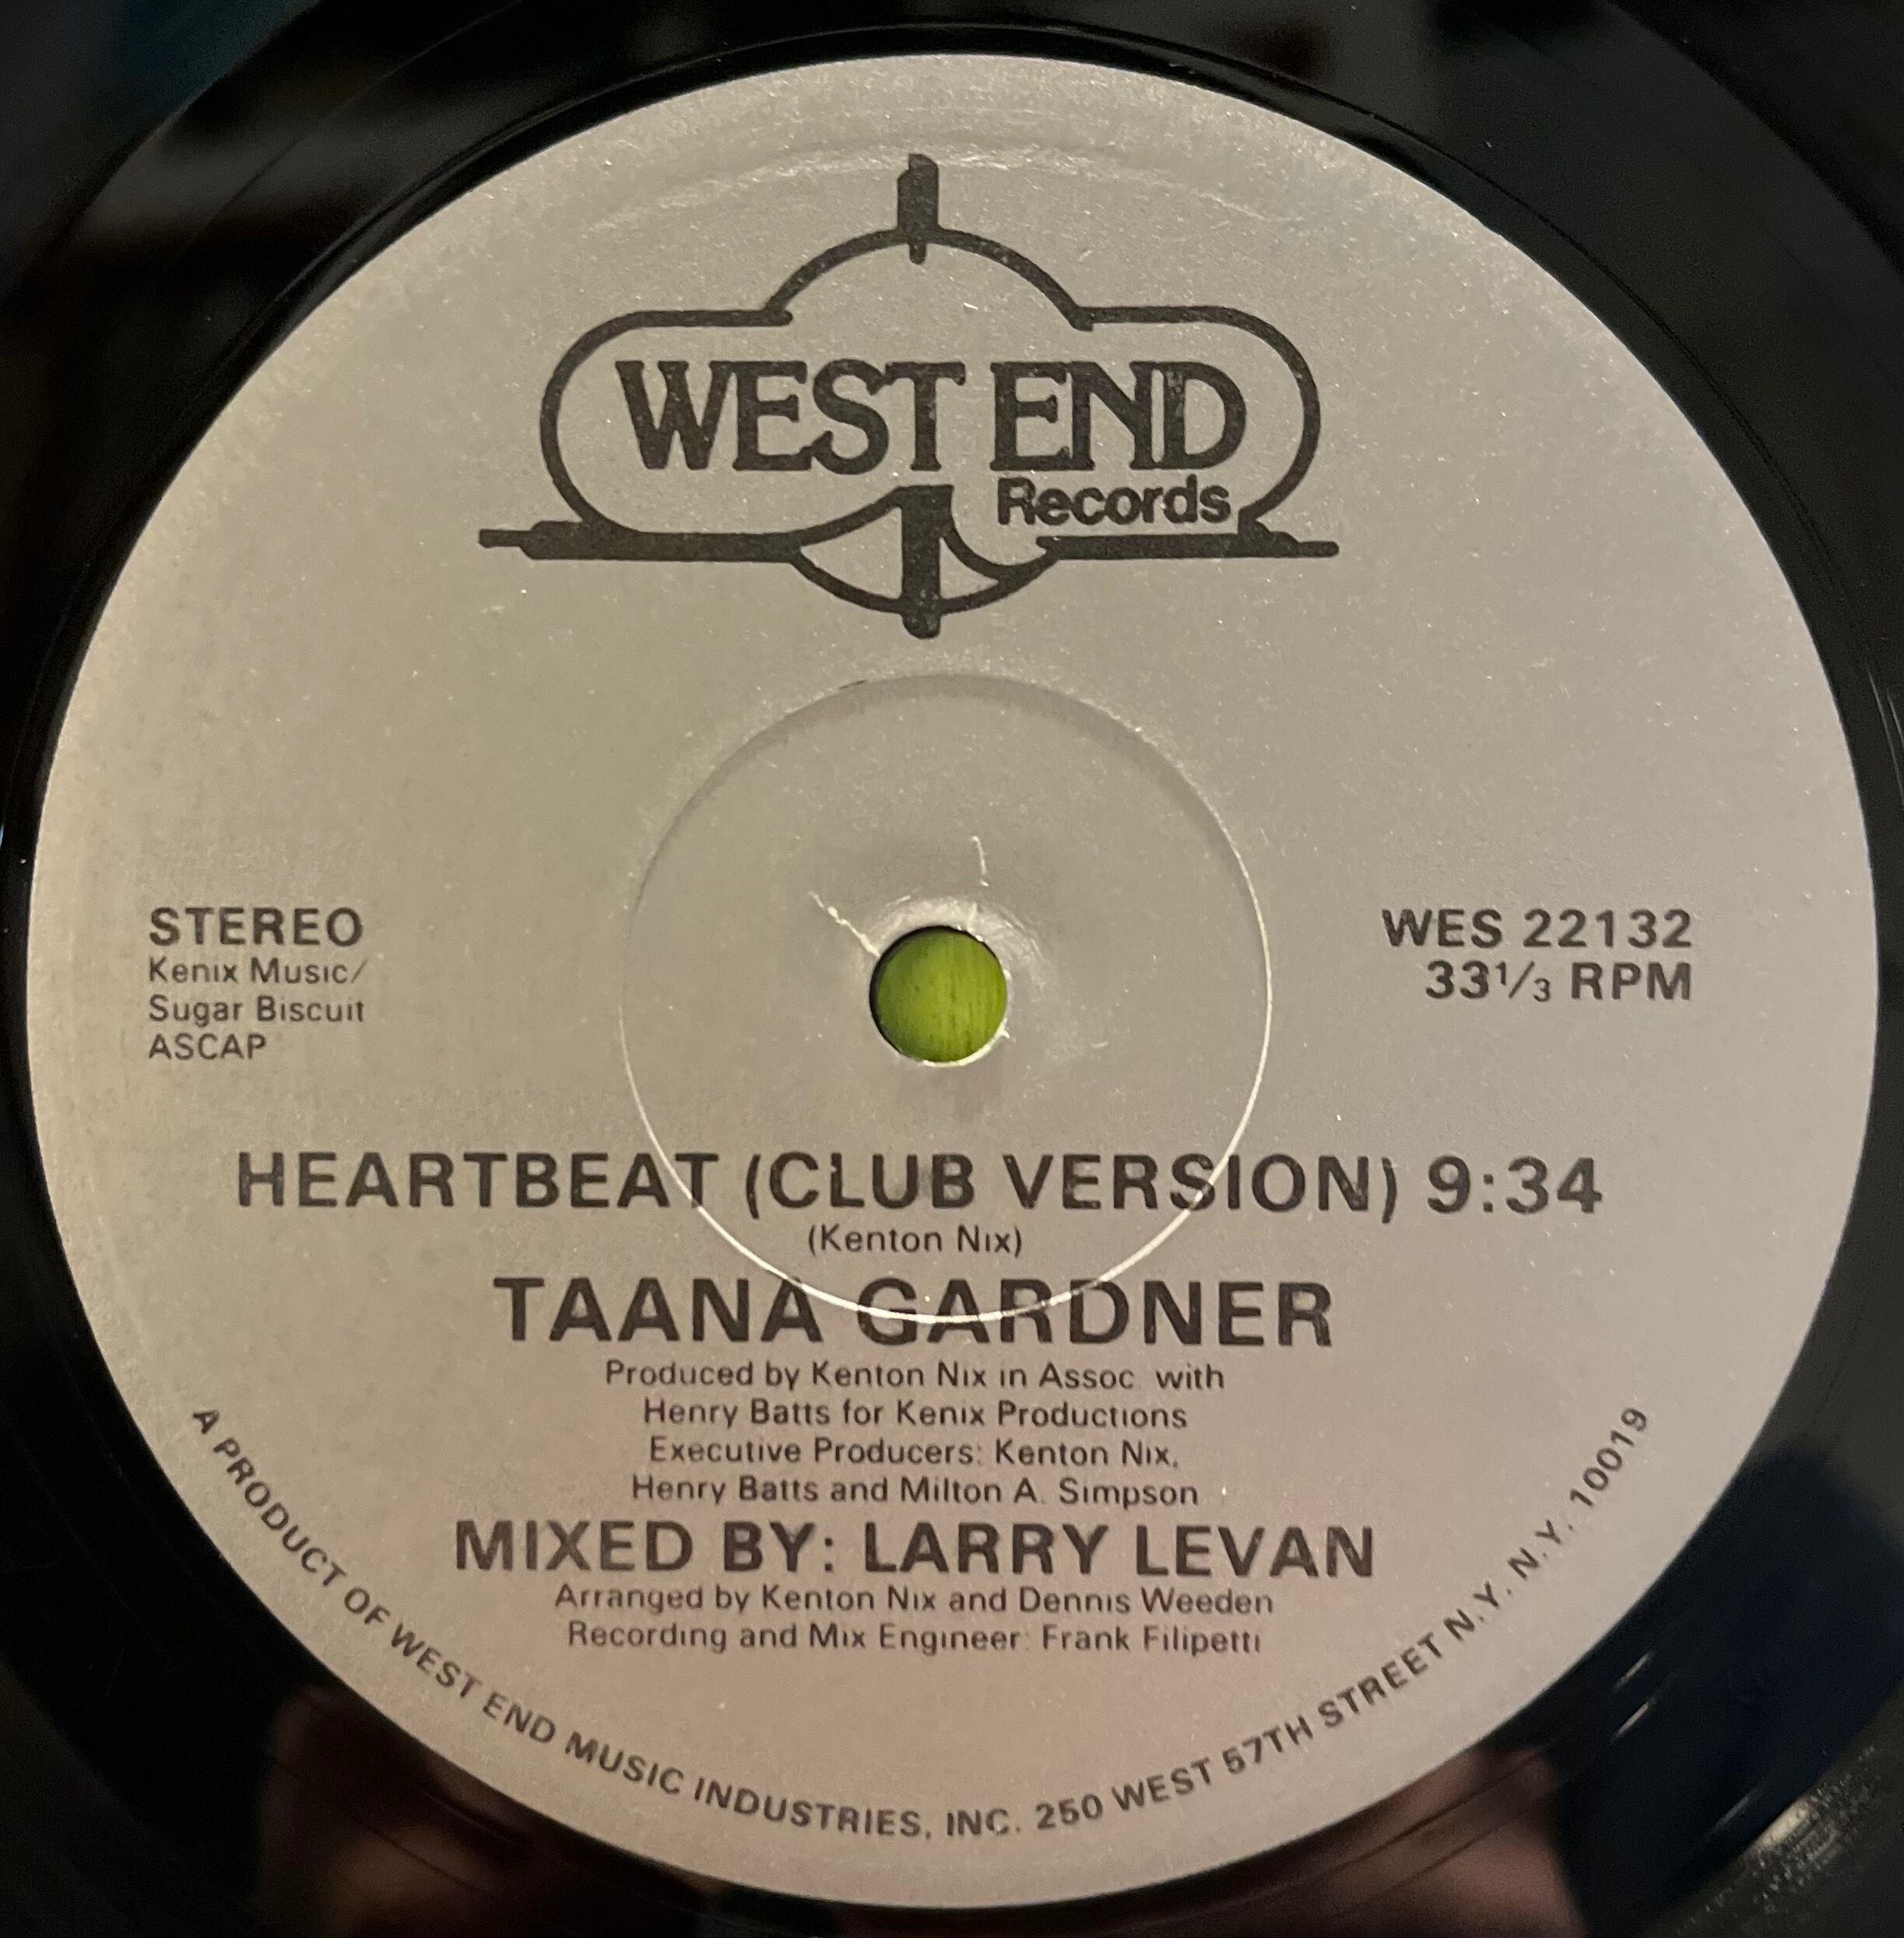 WEST END
Records
STEREO
Kenix Music/
Sugar Biscuit
ASCAP
WES 22132
33⅓ RPM
HEARTBEAT (CLUB VERSION) 9:34
(Kenton Nix)
TAANA GARDNER
Produced by Kenton Nix in Assoc. with
Henry Batts for Kenix Productions
Executive Producers: Kenton Nix,
Henry Batts and Milton A. Simpson
MIXED BY: LARRY LEVAN
Arranged by Kenton Nix and Dennis Weeden
Recording and Mix Engineer: Frank Filipetti
A PRODUCT OF WEST END MUSIC INDUSTRIES, INC. 250 WEST 57TH STREET N.Y. N.Y. 10019